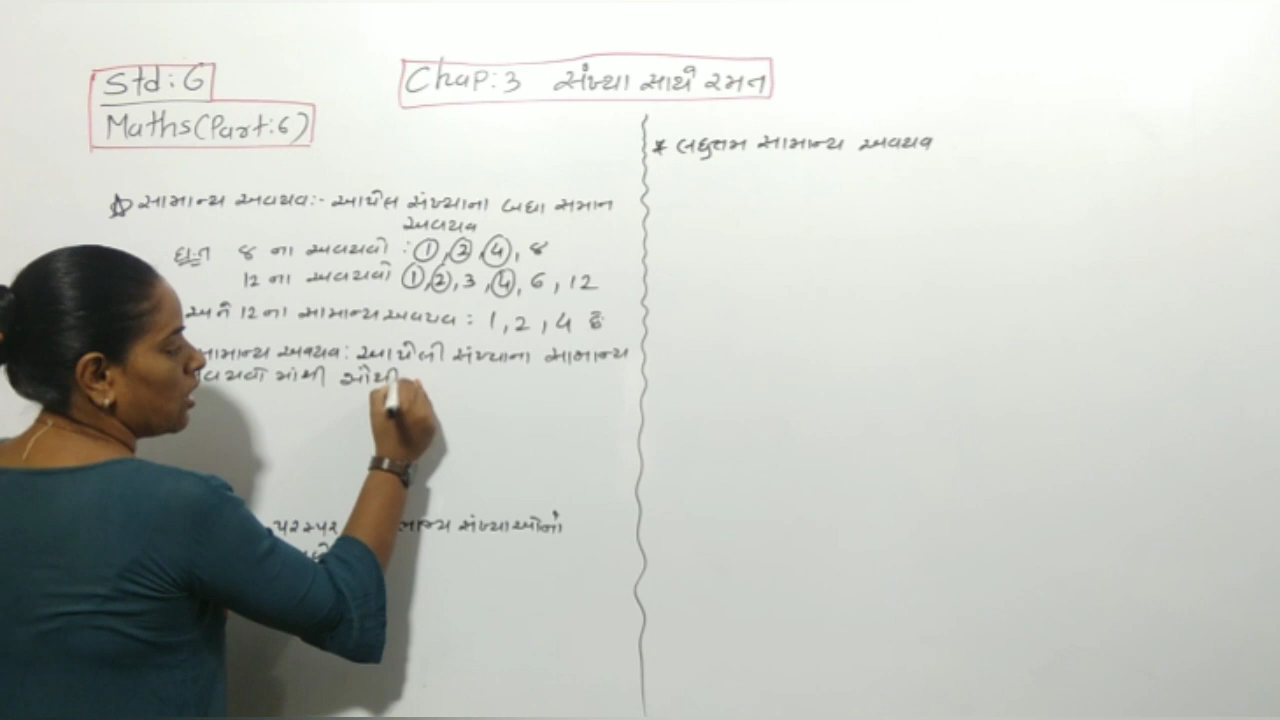 Std: 6
Maths (Part: 6)
Chap: 3 સંખ્યા સાથે રમત
☆ સામાન્ય અવયવ:- આપેલ સંખ્યાના બધા સમાન
અવયવ
દા.ત ૪ ના અવયવો : 1, 2, 4, 8
12 ના અવયવો 1, 2, 3, 4, 6, 12
અને 12 ના સામાન્ય અવયવ : 1, 2, 4 છે
સામાન્ય અવયવ : આપેલી સંખ્યાના સામાન્ય
અવયવો માંથી સૌથી
પરસ્પર સંખ્યાઓનો
* લઘુતમ સામાન્ય અવયવ